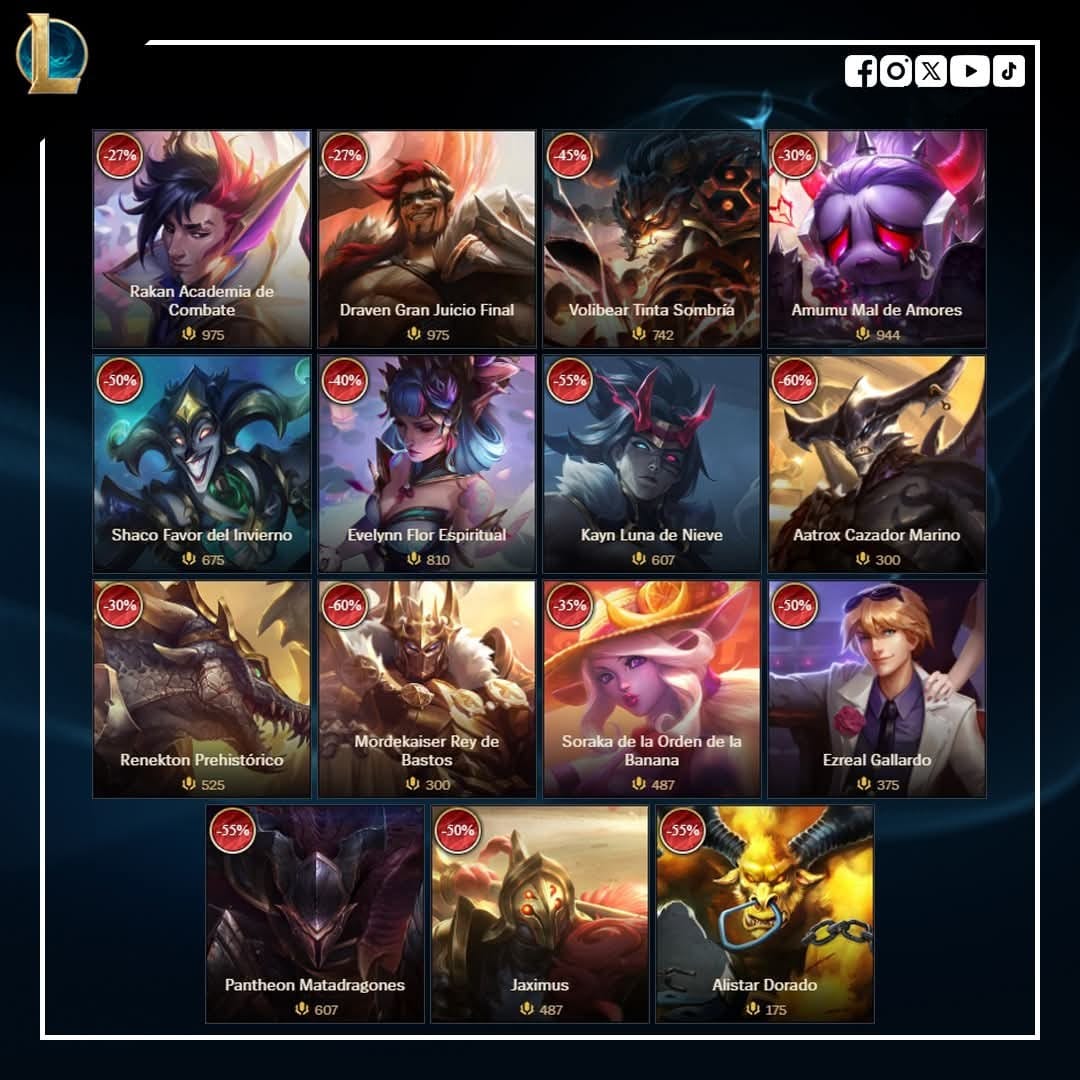 -27%
Rakan Academia de
Combate
975
-27%
Draven Gran Juicio Final
975
-45%
Volibear Tinta Sombría
742
-30%
Amumu Mal de Amores
944
-50%
Shaco Favor del Invierno
675
-40%
Evelynn Flor Espiritual
810
-55%
Kayn Luna de Nieve
607
-60%
Aatrox Cazador Marino
300
-30%
Renekton Prehistórico
525
-60%
Mordekaiser Rey de
Bastos
300
-35%
Soraka de la Orden de la
Banana
487
-50%
Ezreal Gallardo
375
-55%
Pantheon Matadragones
607
-50%
Jaximus
487
-55%
Alistar Dorado
175